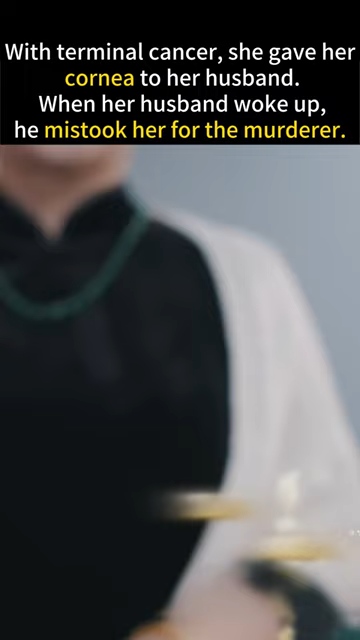 With terminal cancer, she gave her
cornea to her husband.
When her husband woke up,
he mistook her for the murderer.